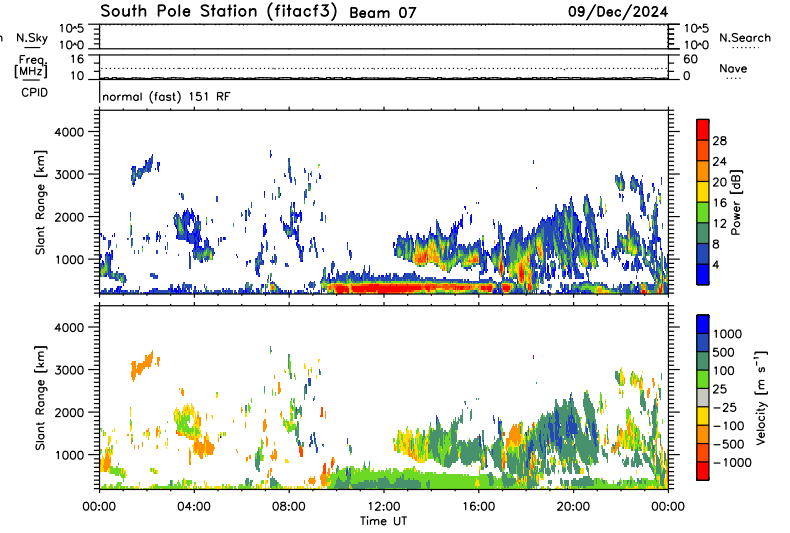 South Pole Station (fitacf3) Beam 07 09/Dec/2024
n N.Sky 10^5 10^0 10^5 10^0 N.Search
Freq. [MHz] 16 10 60 0 Nave
CPID normal (fast) 151 RF
Slant Range [km]
4000
3000
2000
1000
28
24
20
16
12
8
4
Power [dB]
Slant Range [km]
4000
3000
2000
1000
1000
500
100
25
-25
-100
-500
-1000
Velocity [m s⁻¹]
00:00 04:00 08:00 12:00 16:00 20:00 00:00
Time UT